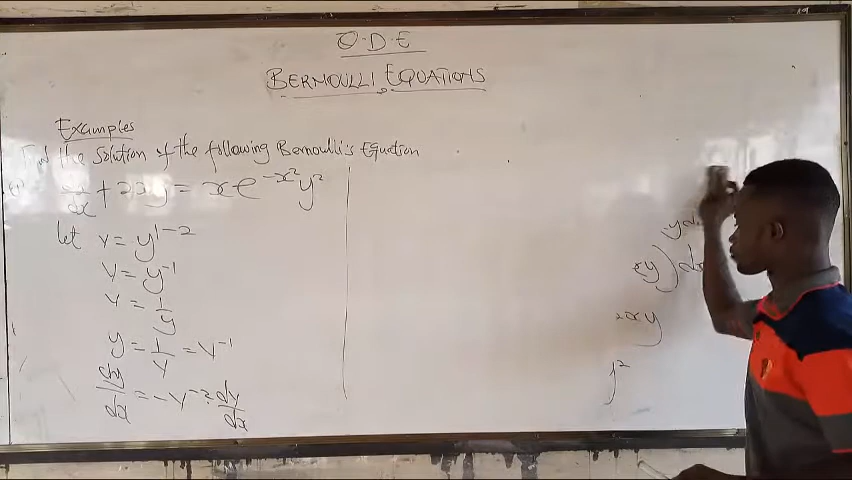 O.D.E
BERNOULLI EQUATIONS
Examples
Find the Solution of the following Bernoulli's Equation
dy/dx + 2xy = xe^{-x²}y²
let v = y^{1-2}
v = y^{-1}
v = 1/y
y = 1/v = v^{-1}
dy/dx = -v^{-2} dv/dx
y) d
2xy